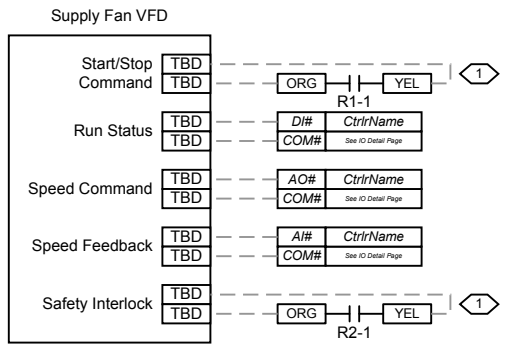 Supply Fan VFD
Start/Stop TBD
Command TBD ORG YEL 1
R1-1
Run Status TBD DI# CtrlrName
TBD COM# See IO Detail Page
Speed Command TBD AO# CtrlrName
TBD COM# See IO Detail Page
Speed Feedback TBD AI# CtrlrName
TBD COM# See IO Detail Page
Safety Interlock TBD 1
TBD ORG YEL
R2-1